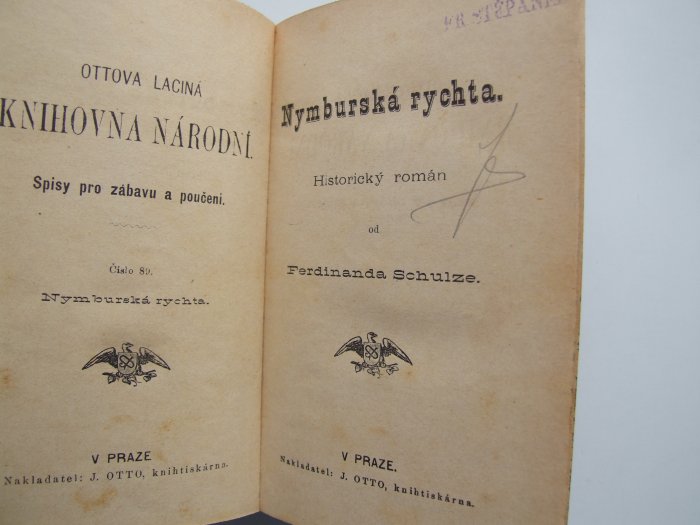 OTTOVA LACINÁ
KNIHOVNA NÁRODNÍ.
Spisy pro zábavu a poučení.
Číslo 89.
Nymburská rychta.
V PRAZE
Nakladatel: J. OTTO, knihtiskárna.
Nymburská rychta.
Historický román
od
Ferdinanda Schulze.
V PRAZE.
Nakladatel: J. OTTO, knihtiskárna.